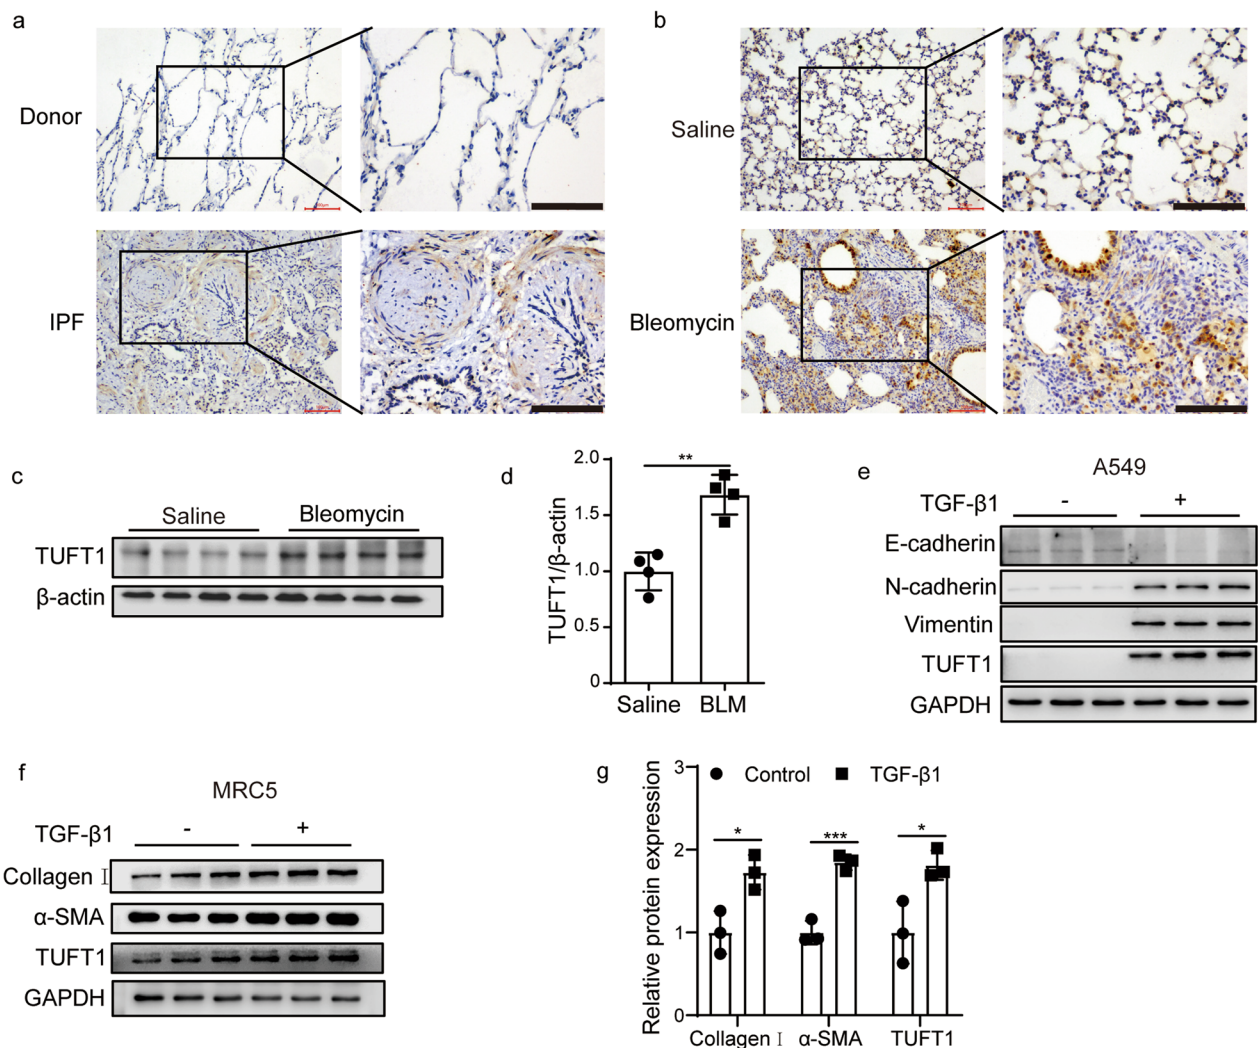 a
b
Donor
Saline
IPF
Bleomycin
c
Saline
Bleomycin
TUFT1
β-actin
d
**
2.0
1.5
1.0
0.5
0
TUFT1/β-actin
Saline
BLM
e
A549
TGF-β1
-
+
E-cadherin
N-cadherin
Vimentin
TUFT1
GAPDH
f
MRC5
TGF-β1
-
+
Collagen Ⅰ
α-SMA
TUFT1
GAPDH
g
Control
TGF-β1
3
2
1
0
Relative protein expression
*
***
*
Collagen Ⅰ
α-SMA
TUFT1